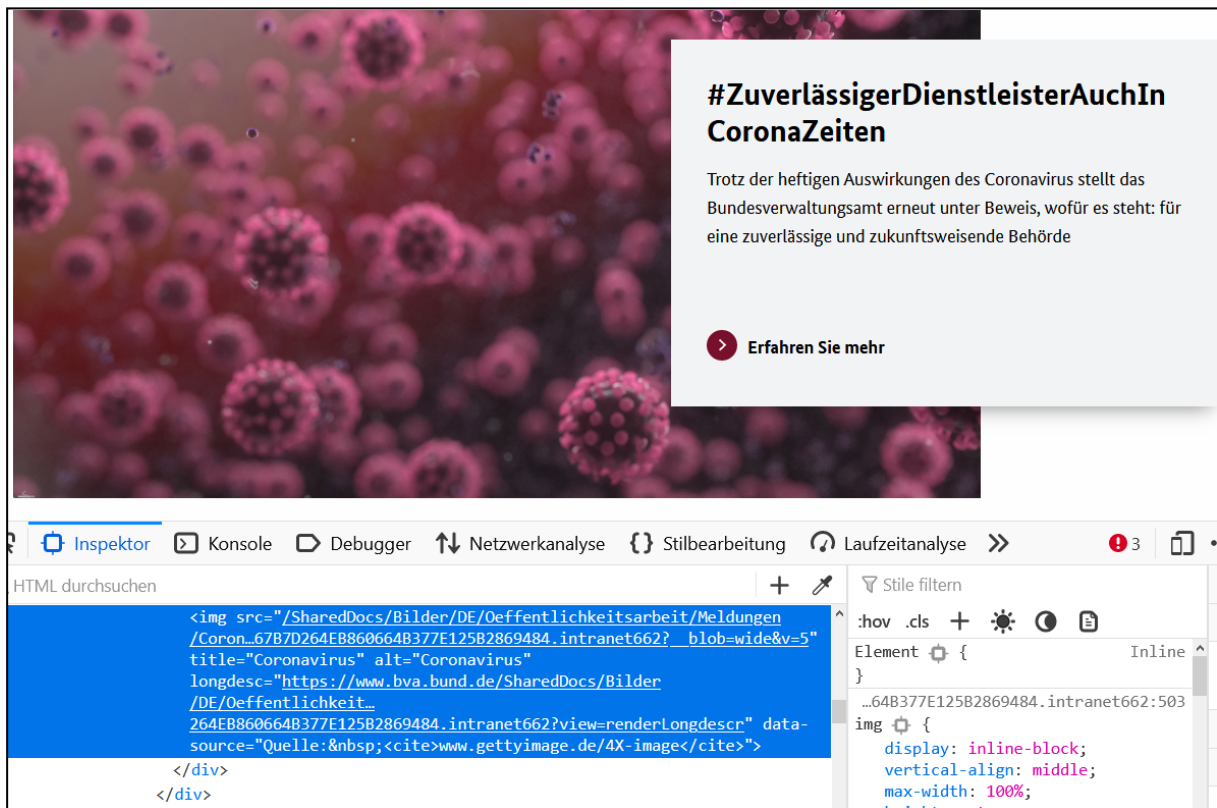 #ZuverlässigerDienstleisterAuchIn
CoronaZeiten
Trotz der heftigen Auswirkungen des Coronavirus stellt das
Bundesverwaltungsamt erneut unter Beweis, wofür es steht: für
eine zuverlässige und zukunftsweisende Behörde
Erfahren Sie mehr
Inspektor Konsole Debugger Netzwerkanalyse {} Stilbearbeitung Laufzeitanalyse 3
HTML durchsuchen
<img src="/SharedDocs/Bilder/DE/Oeffentlichkeitsarbeit/Meldungen
/Coron…67B7D264EB860664B377E125B2869484.intranet662?__blob=wide&v=5"
title="Coronavirus" alt="Coronavirus"
longdesc="https://www.bva.bund.de/SharedDocs/Bilder
/DE/Oeffentlichkeit…
264EB860664B377E125B2869484.intranet662?view=renderLongdescr" data-
source="Quelle:&nbsp;<cite>www.gettyimage.de/4X-image</cite>">
</div>
</div>
Stile filtern
:hov .cls
Element { Inline
}
…64B377E125B2869484.intranet662:503
img {
display: inline-block;
vertical-align: middle;
max-width: 100%;